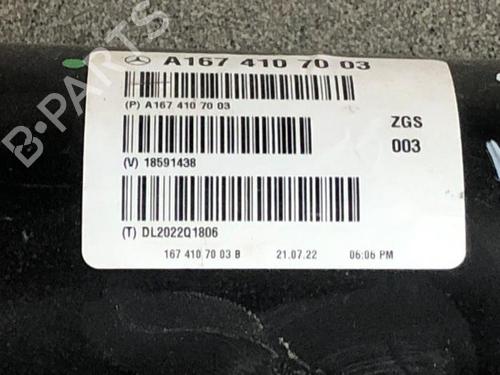 A167 410 70 03
(P) A167 410 70 03
ZGS
003
(V) 18591438
(T) DL2022Q1806
167 410 70 03 B 21.07.22 06:06 PM
B-PARTS